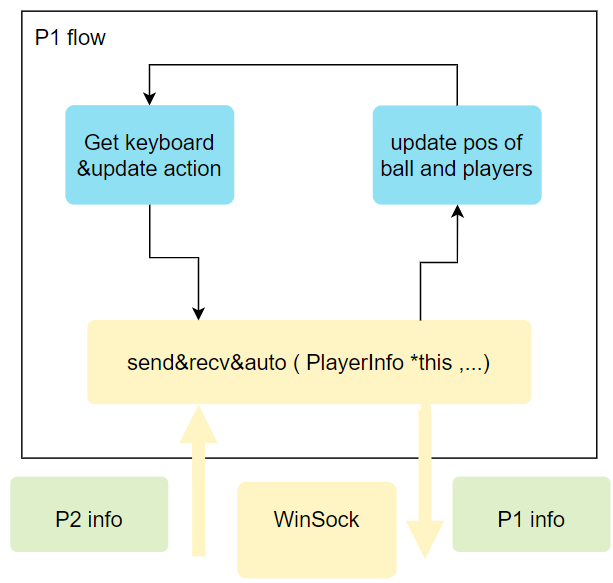 P1 flow
Get keyboard
&update action
update pos of
ball and players
send&recv&auto ( PlayerInfo *this ,...)
P2 info
WinSock
P1 info